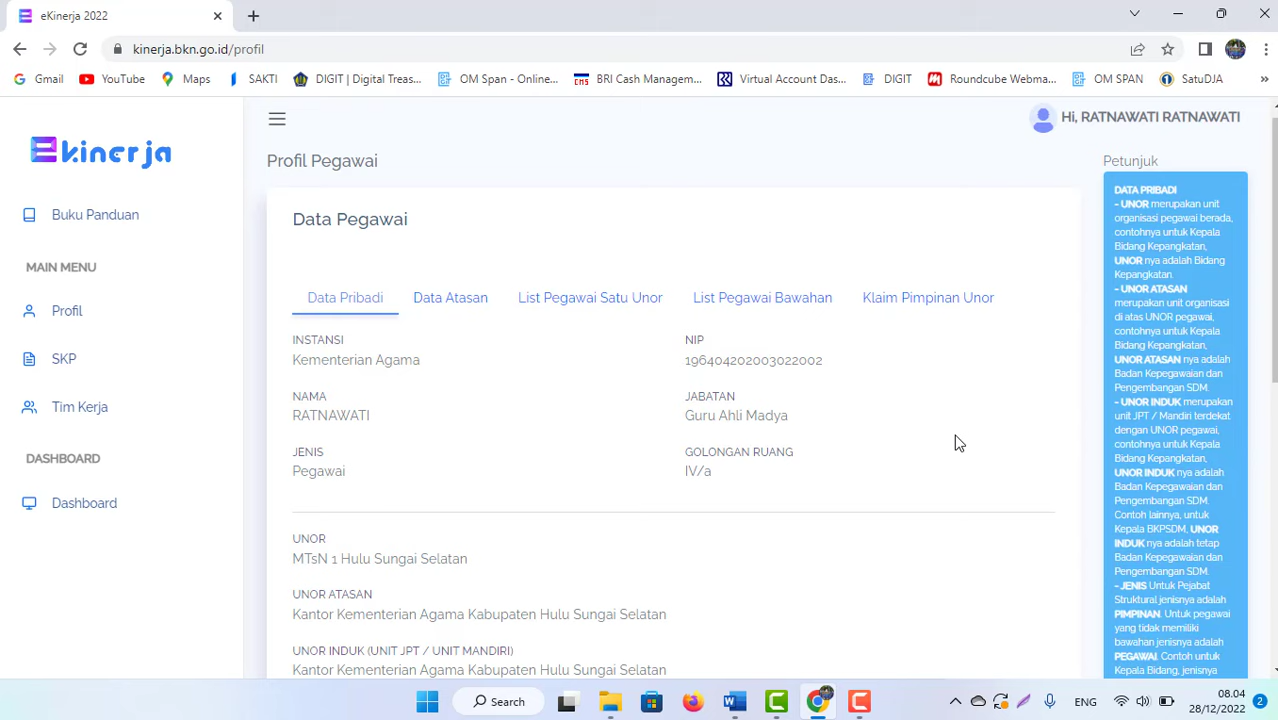 eKinerja 2022
kinerja.bkn.go.id/profil
Gmail YouTube Maps SAKTI DIGIT | Digital Treas... OM Span - Online... BRI Cash Managem... Virtual Account Das... DIGIT Roundcube Webma... OM SPAN SatuDJA »
CMS
ekinerja
Buku Panduan
MAIN MENU
Profil
SKP
Tim Kerja
DASHBOARD
Dashboard
Hi, RATNAWATI RATNAWATI
Profil Pegawai
Data Pegawai
Data Pribadi Data Atasan List Pegawai Satu Unor List Pegawai Bawahan Klaim Pimpinan Unor
INSTANSI
Kementerian Agama
NIP
196404202003022002
NAMA
RATNAWATI
JABATAN
Guru Ahli Madya
JENIS
Pegawai
GOLONGAN RUANG
IV/a
UNOR
MTsN 1 Hulu Sungai Selatan
UNOR ATASAN
Kantor Kementerian Agama Kabupaten Hulu Sungai Selatan
UNOR INDUK (UNIT JPT / UNIT MANDIRI)
Kantor Kementerian Agama Kabupaten Hulu Sungai Selatan
Petunjuk
DATA PRIBADI
- UNOR merupakan unit
organisasi pegawai berada,
contohnya untuk Kepala
Bidang Kepangkatan,
UNOR nya adalah Bidang
Kepangkatan.
- UNOR ATASAN
merupakan unit organisasi
di atas UNOR pegawai,
contohnya untuk Kepala
Bidang Kepangkatan,
UNOR ATASAN nya adalah
Badan Kepegawaian dan
Pengembangan SDM.
- UNOR INDUK merupakan
unit JPT / Mandiri terdekat
dengan UNOR pegawai,
contohnya untuk Kepala
Bidang Kepangkatan,
UNOR INDUK nya adalah
Badan Kepegawaian dan
Pengembangan SDM.
Contoh lainnya, untuk
Kepala BKPSDM, UNOR
INDUK nya adalah tetap
Badan Kepegawaian dan
Pengembangan SDM.
- JENIS Untuk Pejabat
Struktural jenisnya adalah
PIMPINAN. Untuk pegawai
yang tidak memiliki
bawahan jeniisnya adalah
PEGAWAI. Contoh untuk
Kepala Bidang, jenisnya
Search
ENG
08.04
28/12/2022
2